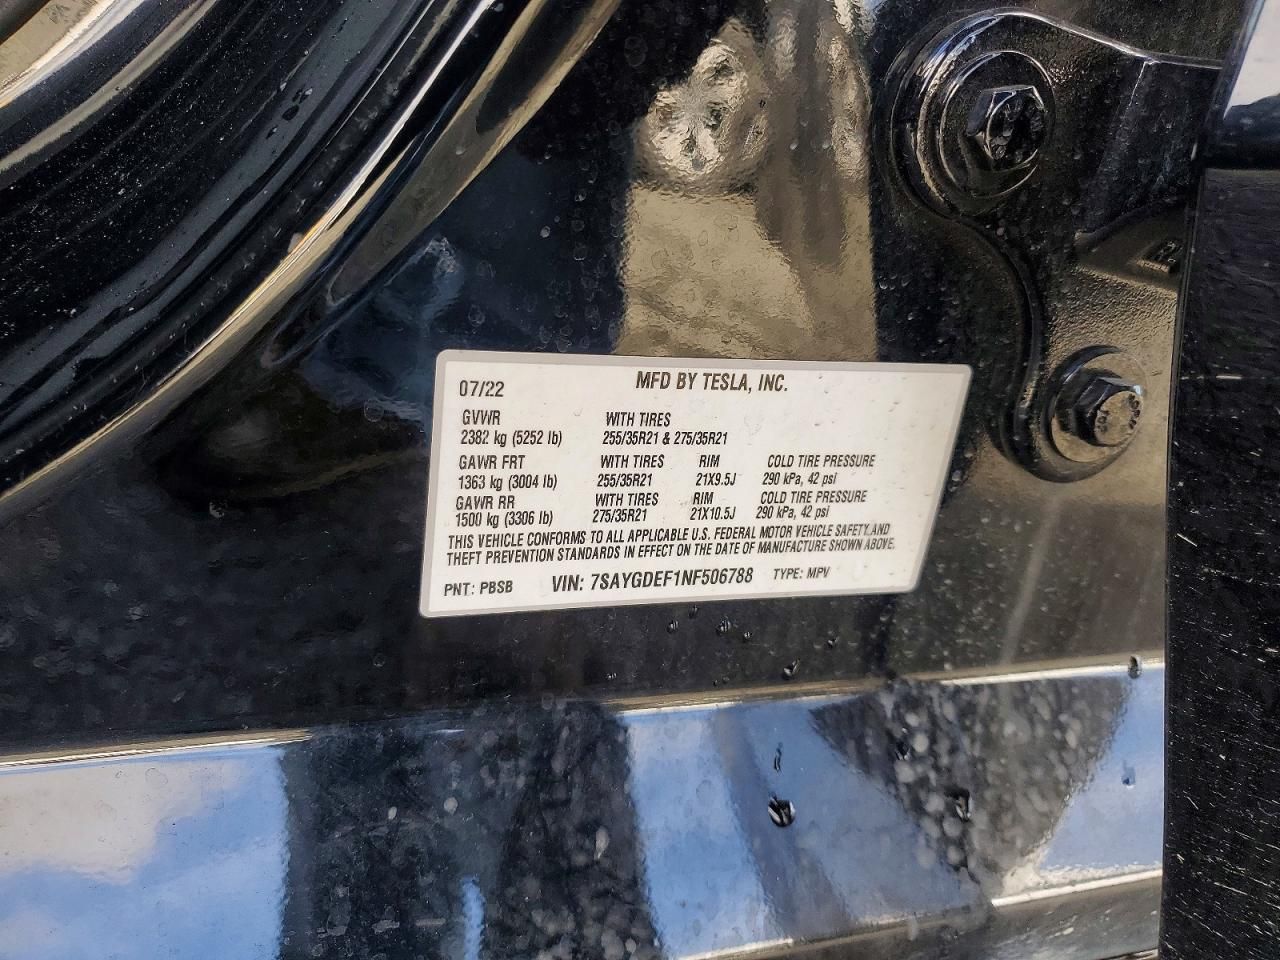 07/22 MFD BY TESLA, INC.
GVWR WITH TIRES
2382 kg (5252 lb) 255/35R21 & 275/35R21
GAWR FRT WITH TIRES RIM COLD TIRE PRESSURE
1363 kg (3004 lb) 255/35R21 21X9.5J 290 kPa, 42 psi
GAWR RR WITH TIRES RIM COLD TIRE PRESSURE
1500 kg (3306 lb) 275/35R21 21X10.5J 290 kPa, 42 psi
THIS VEHICLE CONFORMS TO ALL APPLICABLE U.S. FEDERAL MOTOR VEHICLE SAFETY AND
THEFT PREVENTION STANDARDS IN EFFECT ON THE DATE OF MANUFACTURE SHOWN ABOVE.
PNT: PBSB VIN: 7SAYGDEF1NF506788 TYPE: MPV